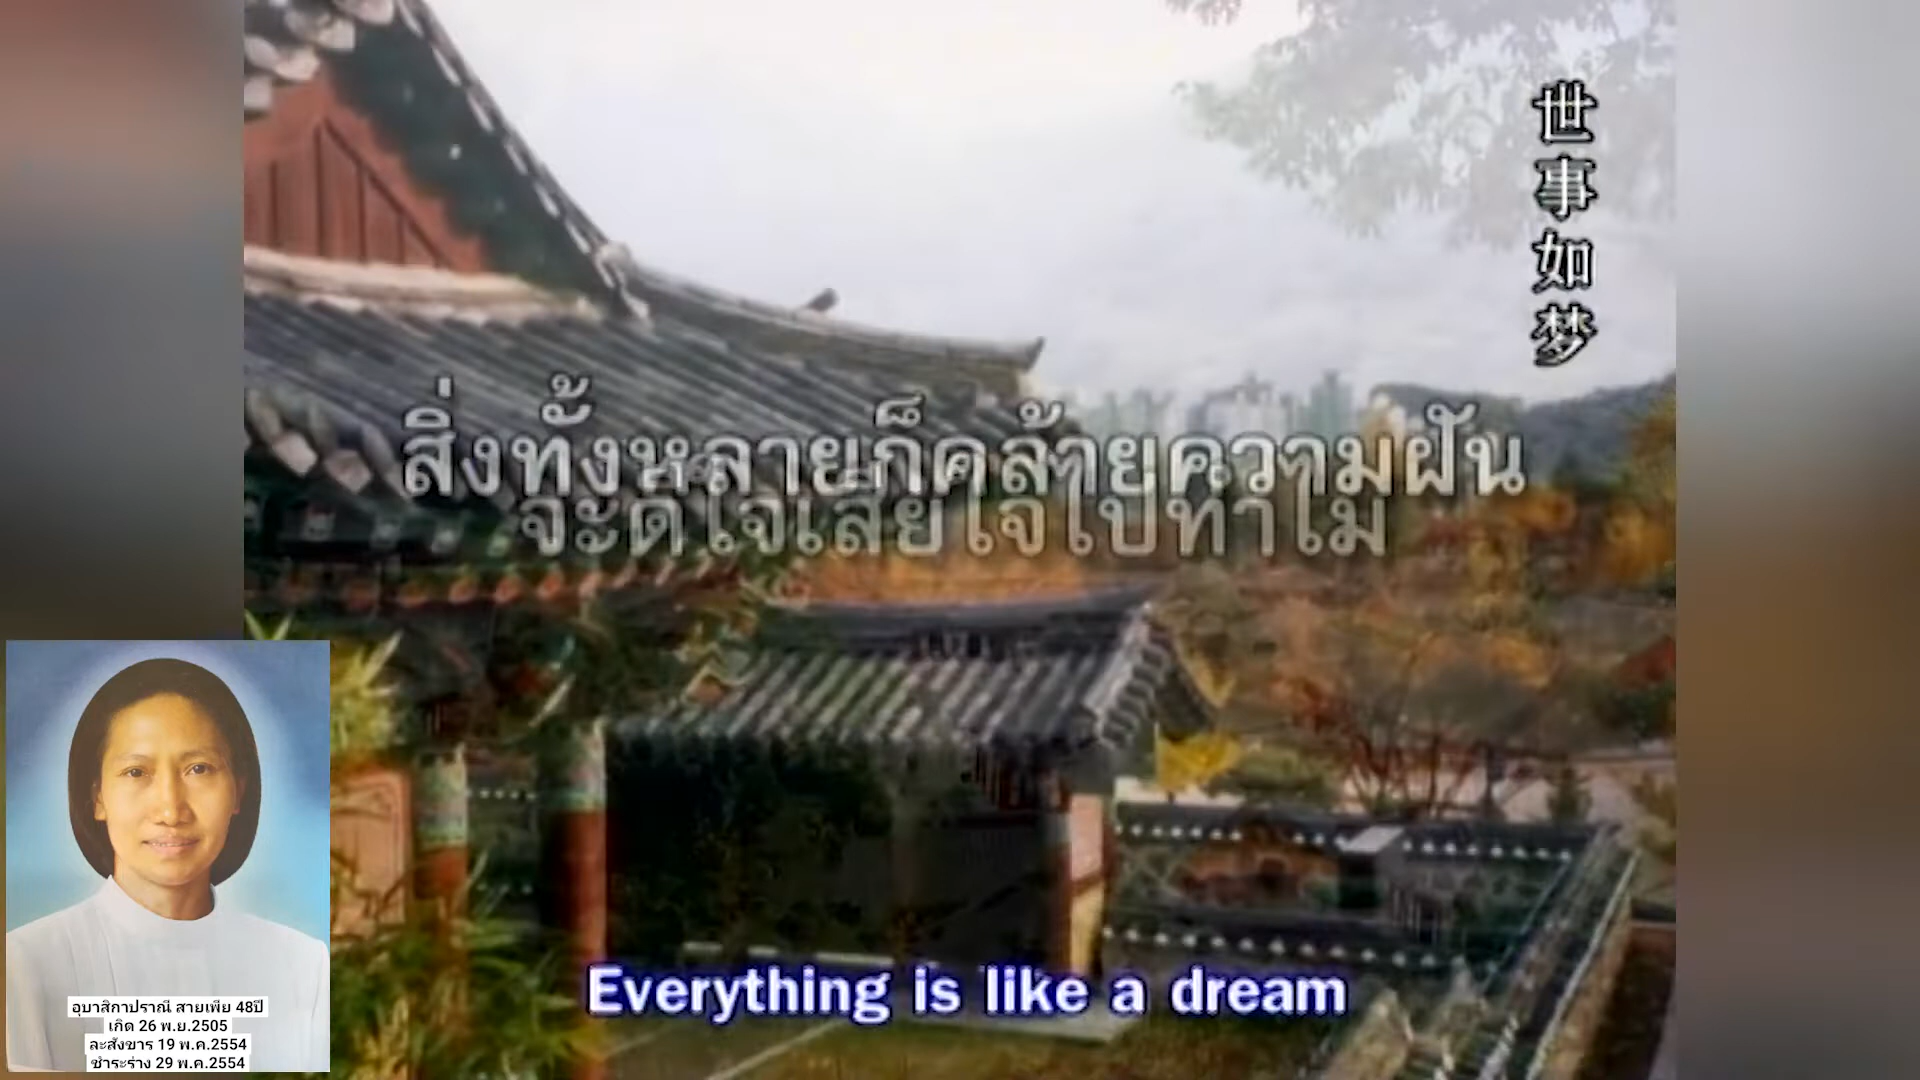 世事如梦
สิ่งทั้งหลายก็คล้ายความฝัน
จะดีใจเสียใจไปทำไม
Everything is like a dream
อุบาสิกาปราณี สายเพีย 48ปี
เกิด 26 พ.ย.2505
ละสังขาร 19 พ.ค.2554
ชำระร่าง 29 พ.ค.2554